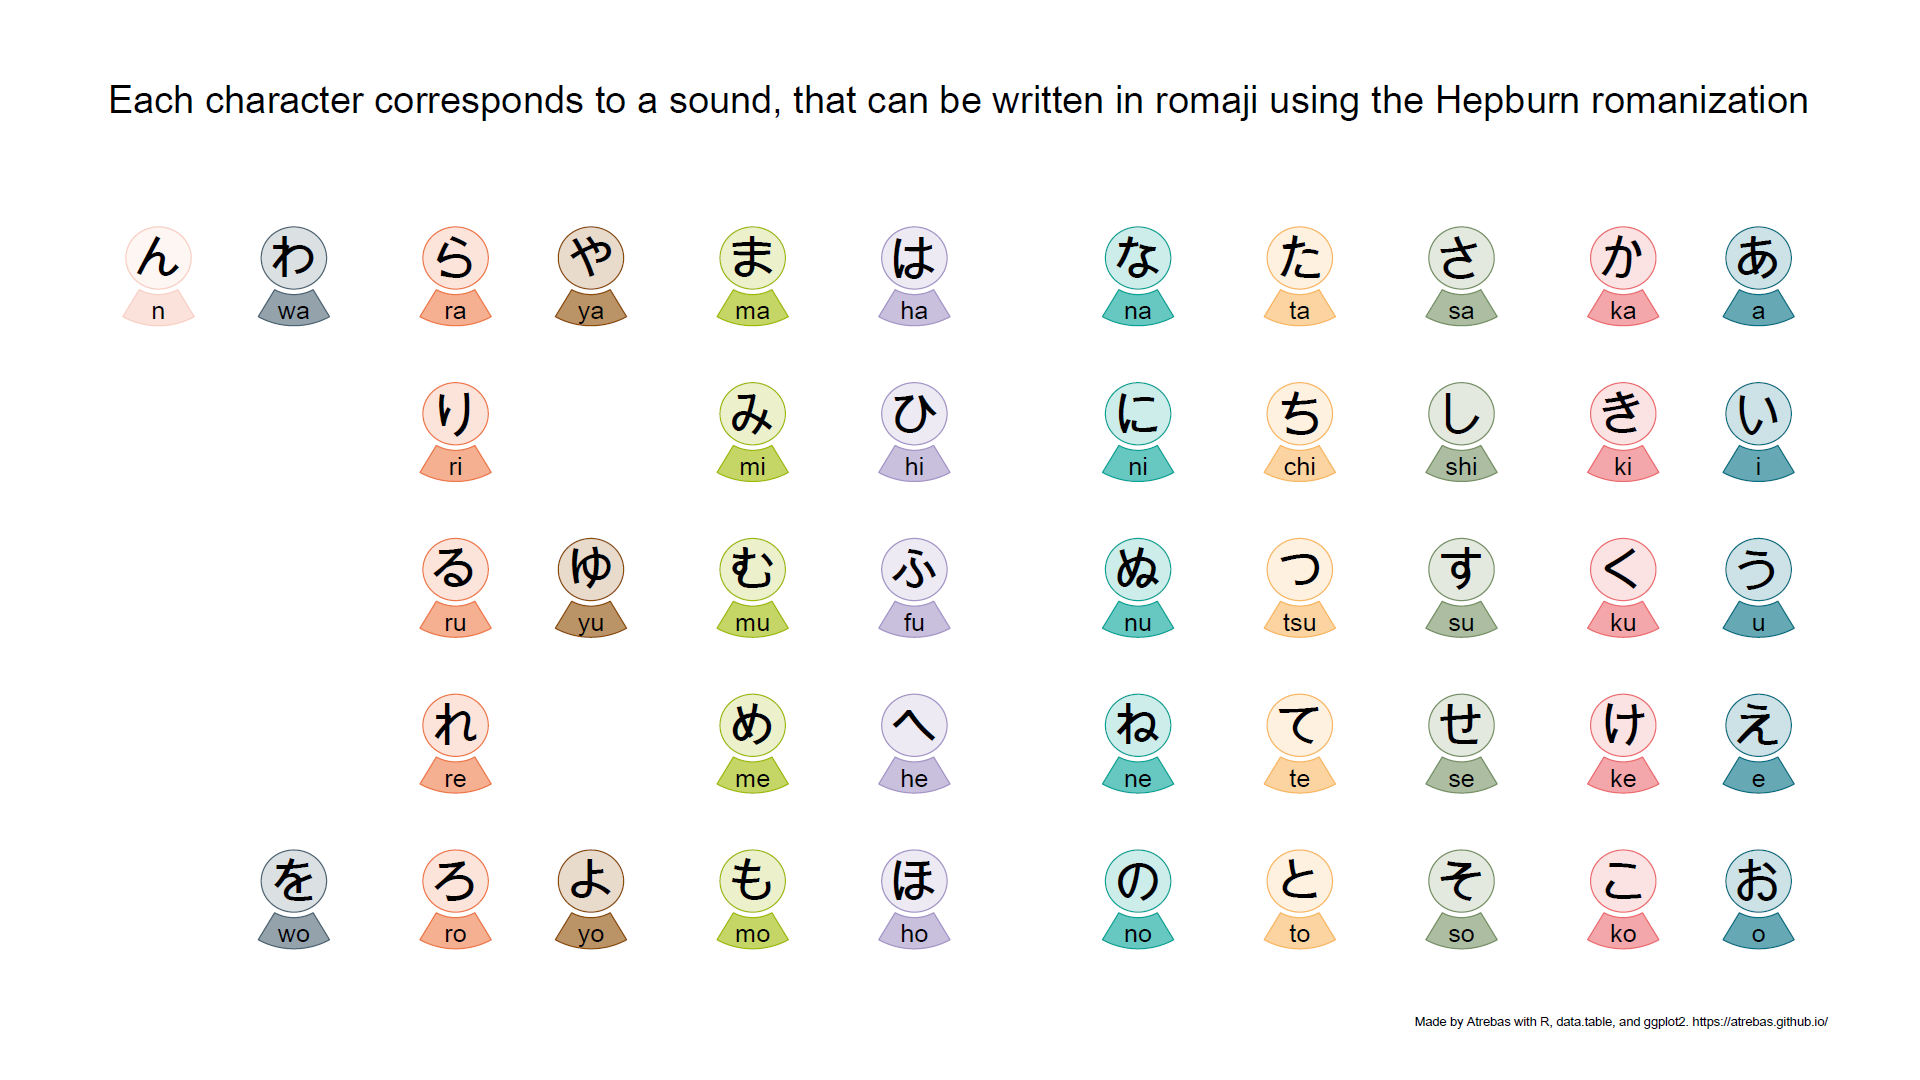 Each character corresponds to a sound, that can be written in romaji using the Hepburn romanization
ん わ ら や ま は な た さ か あ
n wa ra ya ma ha na ta sa ka a
り み ひ に ち し き い
ri mi hi ni chi shi ki i
る ゆ む ふ ぬ つ す く う
ru yu mu fu nu tsu su ku u
れ め へ ね て せ け え
re me he ne te se ke e
を ろ よ も ほ の と そ こ お
wo ro yo mo ho no to so ko o
Made by Atrebas with R, data.table, and ggplot2. https://atrebas.github.io/